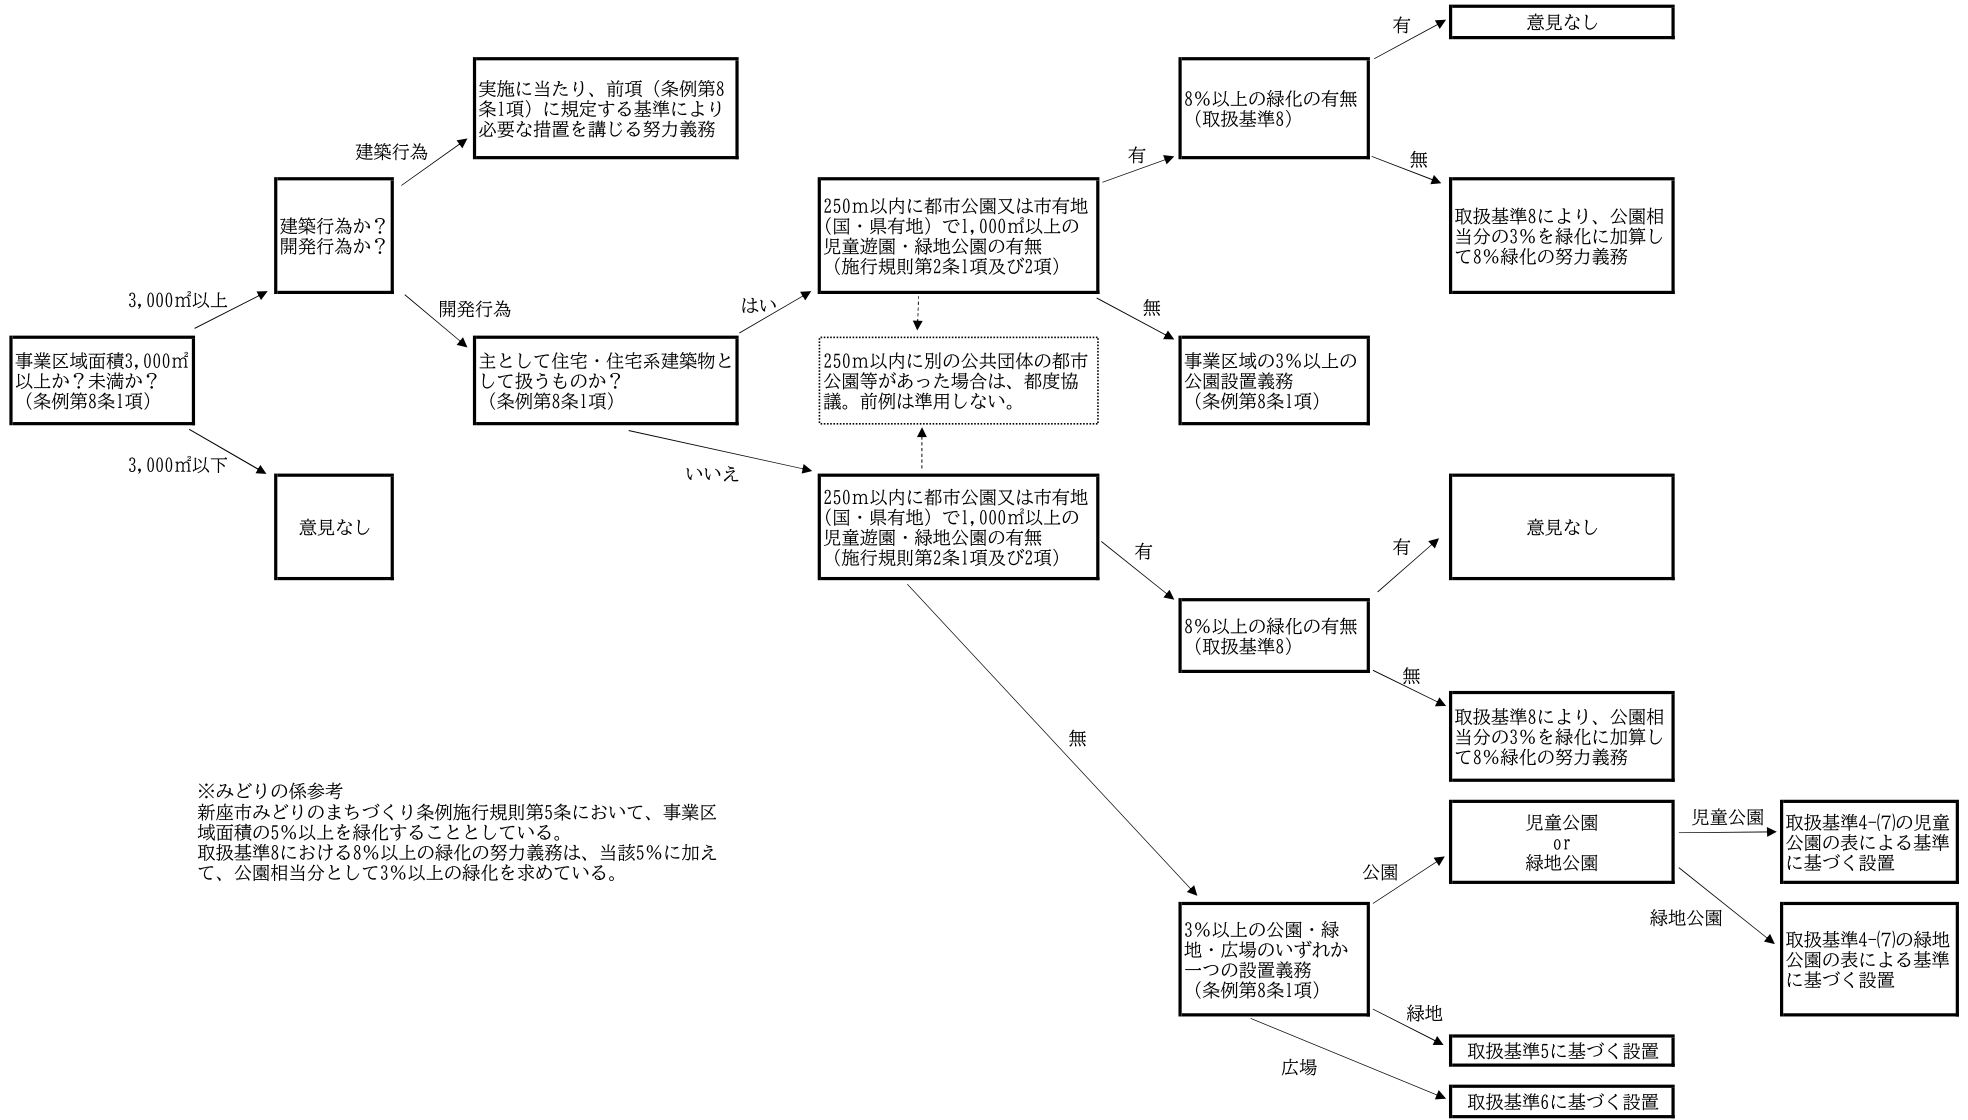 事業区域面積3,000㎡
以上か？未満か？
（条例第8条1項）
3,000㎡以上
3,000㎡以下
建築行為か？
開発行為か？
意見なし
建築行為
開発行為
実施に当たり、前項（条例第8
条1項）に規定する基準により
必要な措置を講じる努力義務
主として住宅・住宅系建築物と
して扱うものか？
（条例第8条1項）
はい
いいえ
250ｍ以内に都市公園又は市有地
（国・県有地）で1,000㎡以上の
児童遊園・緑地公園の有無
（施行規則第2条1項及び2項）
250ｍ以内に別の公共団体の都市
公園等があった場合は、都度協
議。前例は準用しない。
250ｍ以内に都市公園又は市有地
（国・県有地）で1,000㎡以上の
児童遊園・緑地公園の有無
（施行規則第2条1項及び2項）
有
無
8％以上の緑化の有無
（取扱基準8）
事業区域の3％以上の
公園設置義務
（条例第8条1項）
有
無
意見なし
取扱基準8により、公園相
当分の3％を緑化に加算し
て8％緑化の努力義務
有
無
8％以上の緑化の有無
（取扱基準8）
有
無
意見なし
取扱基準8により、公園相
当分の3％を緑化に加算し
て8％緑化の努力義務
3％以上の公園・緑
地・広場のいずれか
一つの設置義務
（条例第8条1項）
公園
緑地
広場
児童公園
or
緑地公園
児童公園
緑地公園
取扱基準4-⑺の児童
公園の表による基準
に基づく設置
取扱基準4-⑺の緑地
公園の表による基準
に基づく設置
取扱基準5に基づく設置
取扱基準6に基づく設置
※みどりの係参考
新座市みどりのまちづくり条例施行規則第5条において、事業区
域面積の5％以上を緑化することとしている。
取扱基準8における8％以上の緑化の努力義務は、当該5％に加え
て、公園相当分として3％以上の緑化を求めている。